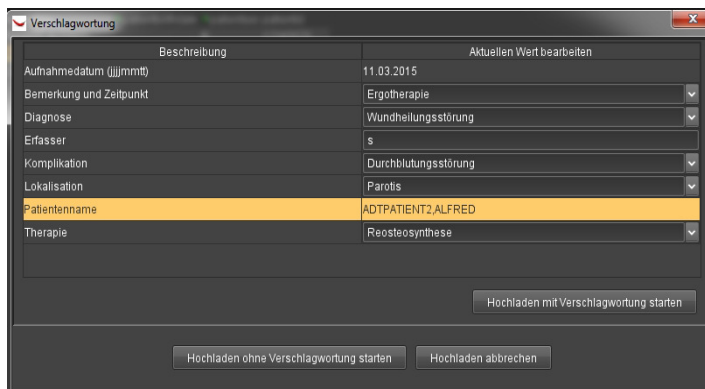 Verschlagwortung
Beschreibung Aktuellen Wert bearbeiten
Aufnahmedatum (jjjjmmtt) 11.03.2015
Bemerkung und Zeitpunkt Ergotherapie
Diagnose Wundheilungsstörung
Erfasser s
Komplikation Durchblutungsstörung
Lokalisation Parotis
Patientenname ADTPATIENT2,ALFRED
Therapie Reosteosynthese
Hochladen mit Verschlagwortung starten
Hochladen ohne Verschlagwortung starten Hochladen abbrechen